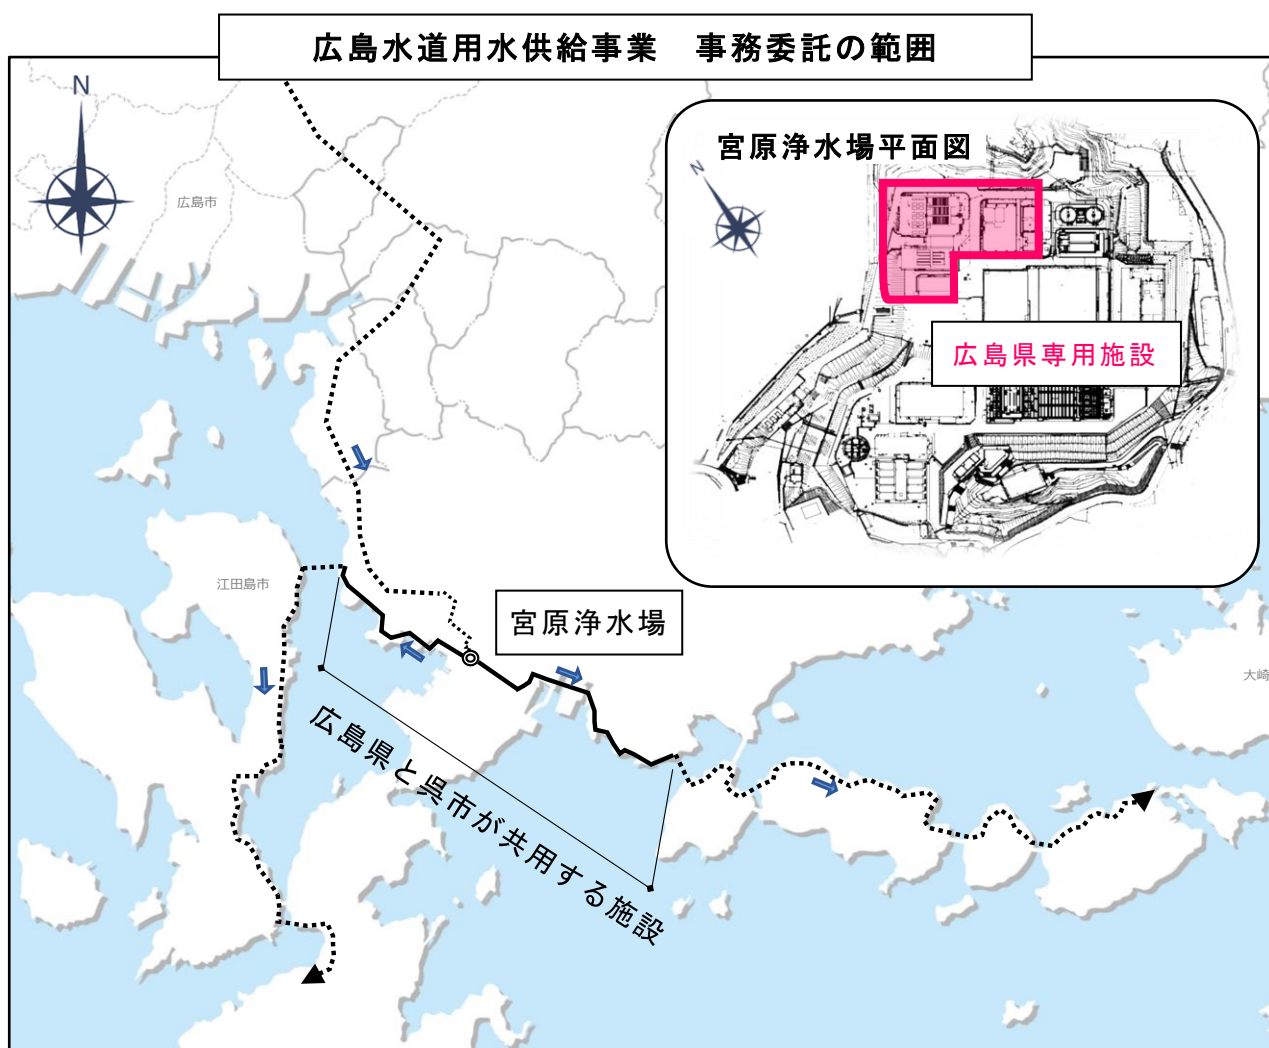 広島水道用水供給事業　事務委託の範囲
N
広島市
宮原浄水場平面図
N
広島県専用施設
江田島市
宮原浄水場
大崎
広島県と呉市が共用する施設